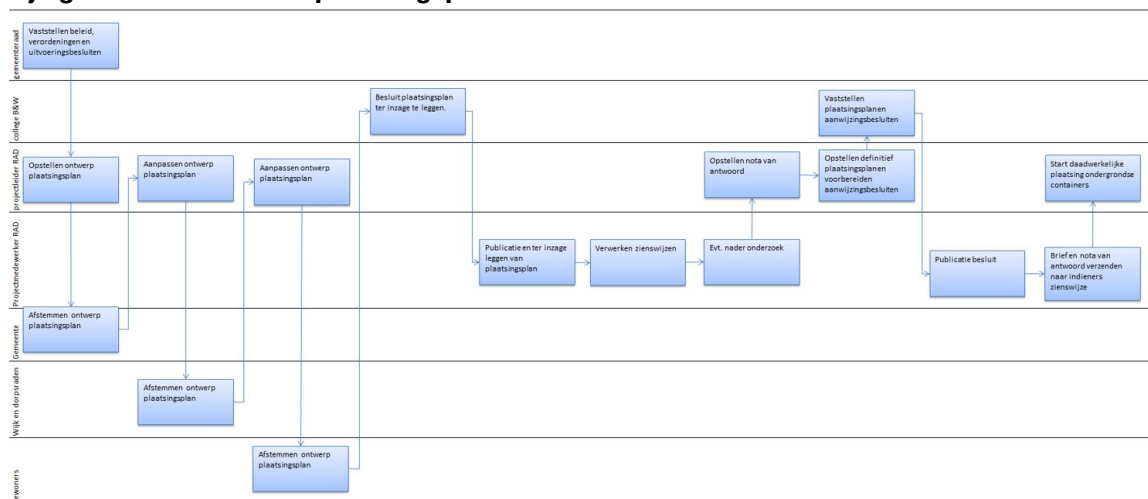 gemeenteraad
Vaststellen beleid,
verordeningen en
uitvoeringsbesluiten
college B&W
Besluit plaatsingsplan
ter inzage te leggen.
Vaststellen
plaatsingsplanen
aanwijzingsbesluiten
projectleider RAD
Opstellen ontwerp
plaatsingsplan
Aanpassen ontwerp
plaatsingsplan
Aanpassen ontwerp
plaatsingsplan
Opstellen nota van
antwoord
Opstellen definitief
plaatsingsplanen
voorbereiden
aanwijzingsbesluiten
Start daadwerkelijke
plaatsing ondergrondse
containers
Projectmedewerker RAD
Publicatie en ter inzage
leggen van
plaatsingsplan
Verwerken zienswijzen
Evt. nader onderzoek
Publicatie besluit
Brief en nota van
antwoord verzenden
naar indieners
zienswijze
Gemeente
Afstemmen ontwerp
plaatsingsplan
Wijk en dorpsraden
Afstemmen ontwerp
plaatsingsplan
ewoners
Afstemmen ontwerp
plaatsingsplan